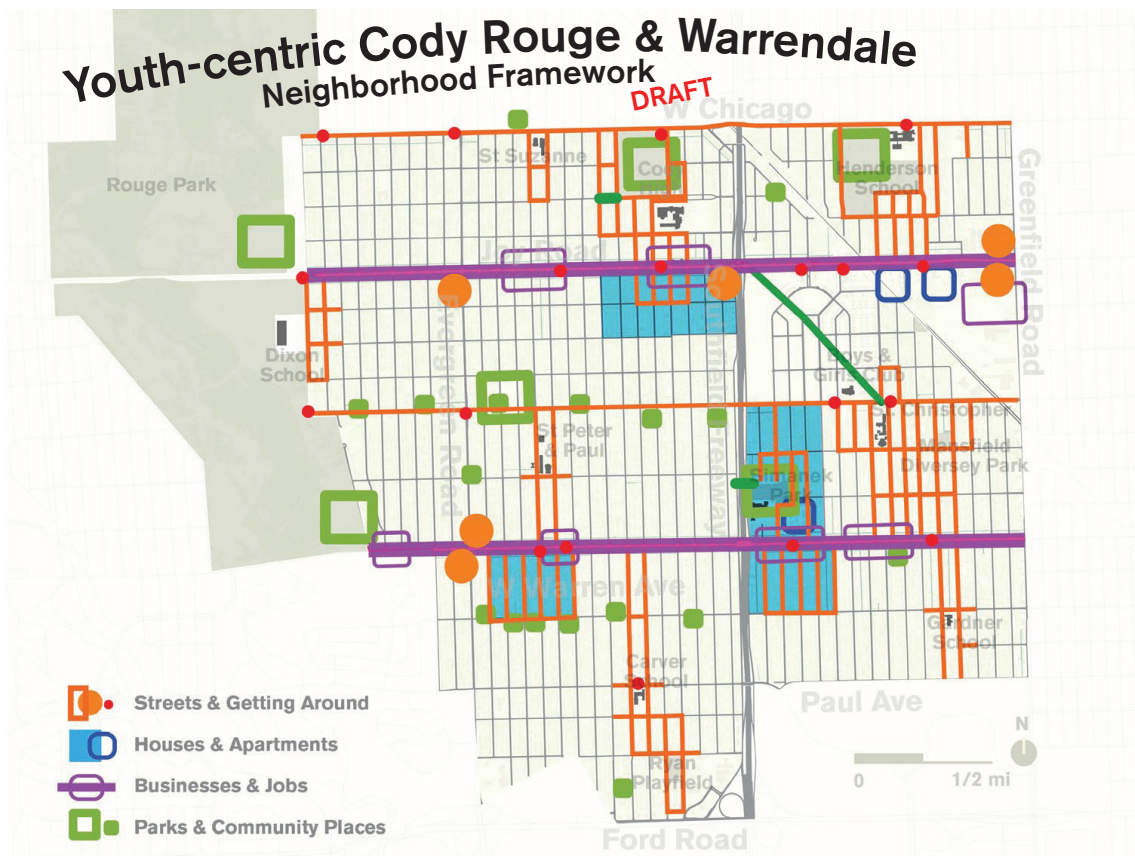 Youth-centric Cody Rouge & Warrendale
Neighborhood Framework
DRAFT
W Chicago
St Suzanne
Cody
High
Henderson
School
Rouge Park
Greenfield Road
Joy Road
Southfield Freeway
Evergreen Road
Dixon
School
Boys &
Girls Club
St. Christopher
St Peter
& Paul
Mansfield
Diversey Park
Simanek
Park
W Warren Ave
Gardner
School
Carver
School
Paul Ave
Ryan
Playfield
Ford Road
N
0 1/2 mi
Streets & Getting Around
Houses & Apartments
Businesses & Jobs
Parks & Community Places